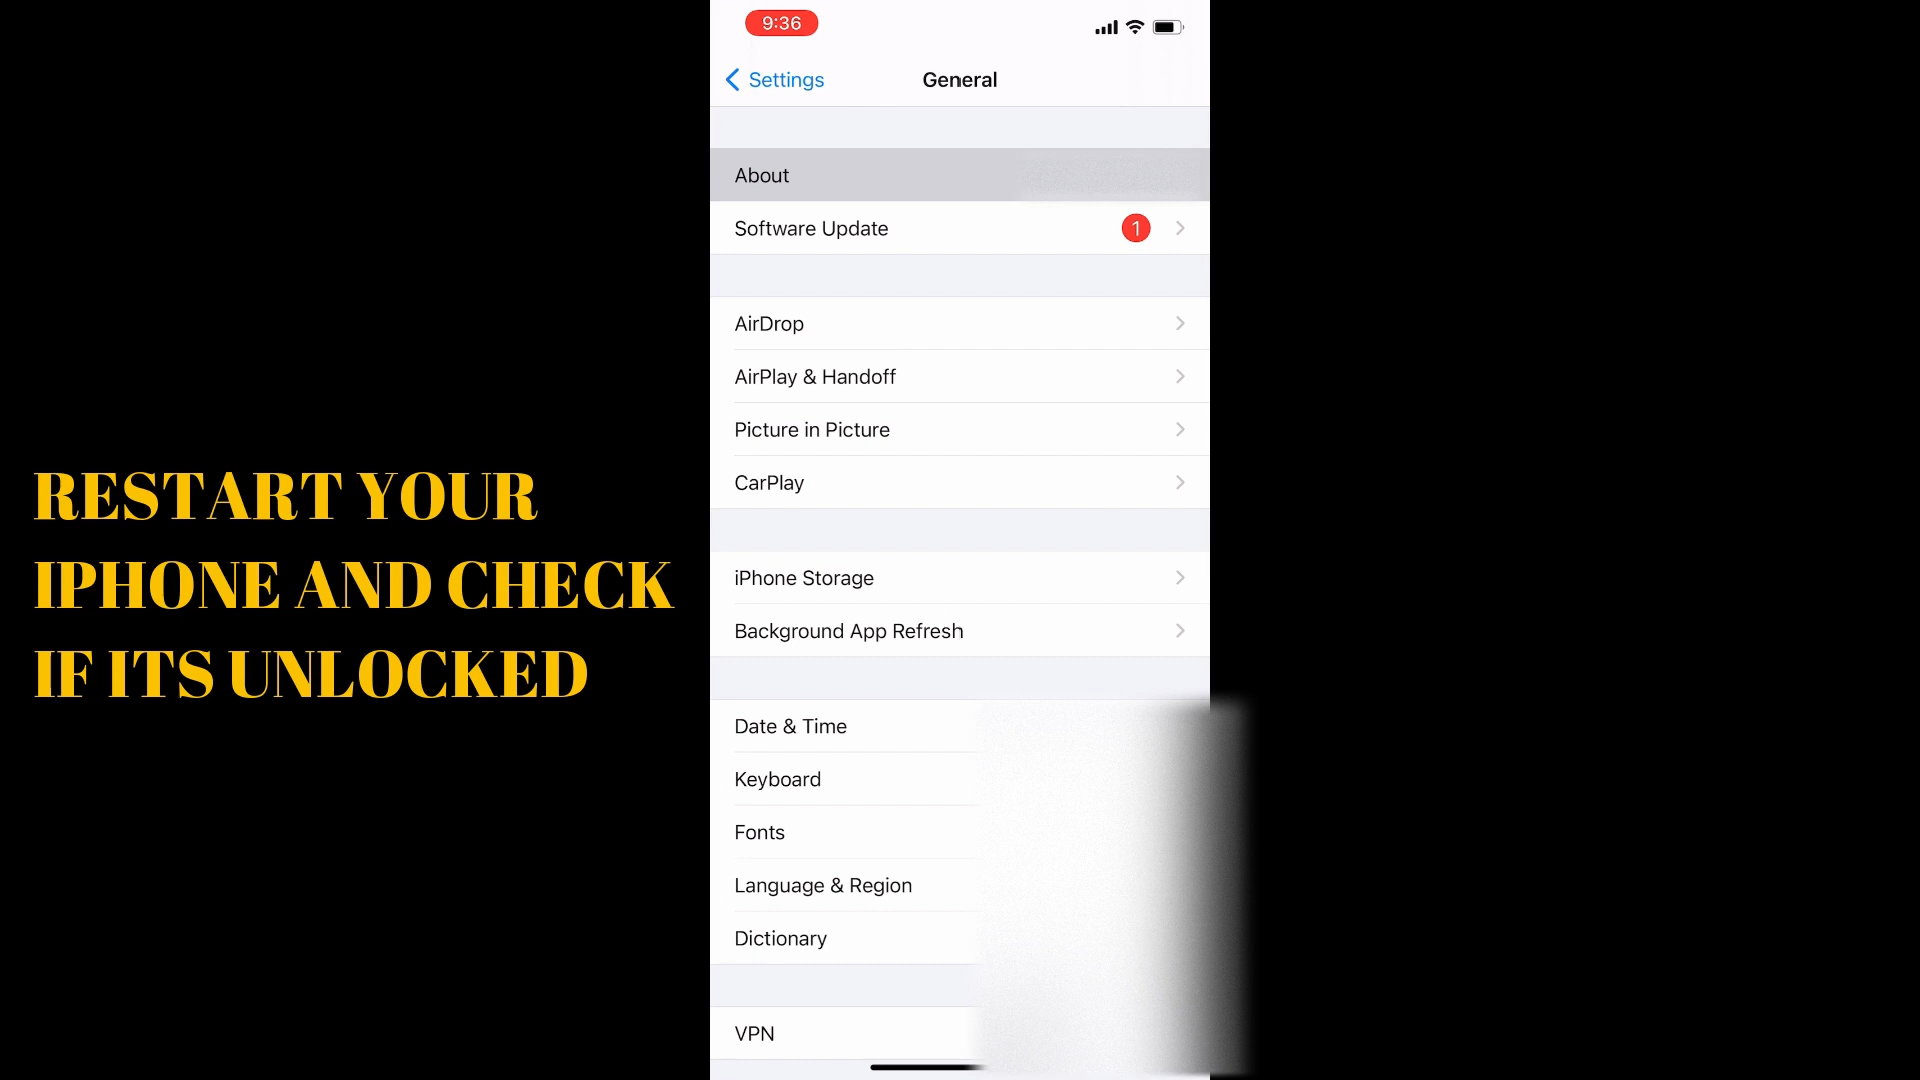 9:36
Settings
General
About
Software Update 1
AirDrop
AirPlay & Handoff
Picture in Picture
CarPlay
iPhone Storage
Background App Refresh
Date & Time
Keyboard
Fonts
Language & Region
Dictionary
VPN
RESTART YOUR
IPHONE AND CHECK
IF ITS UNLOCKED